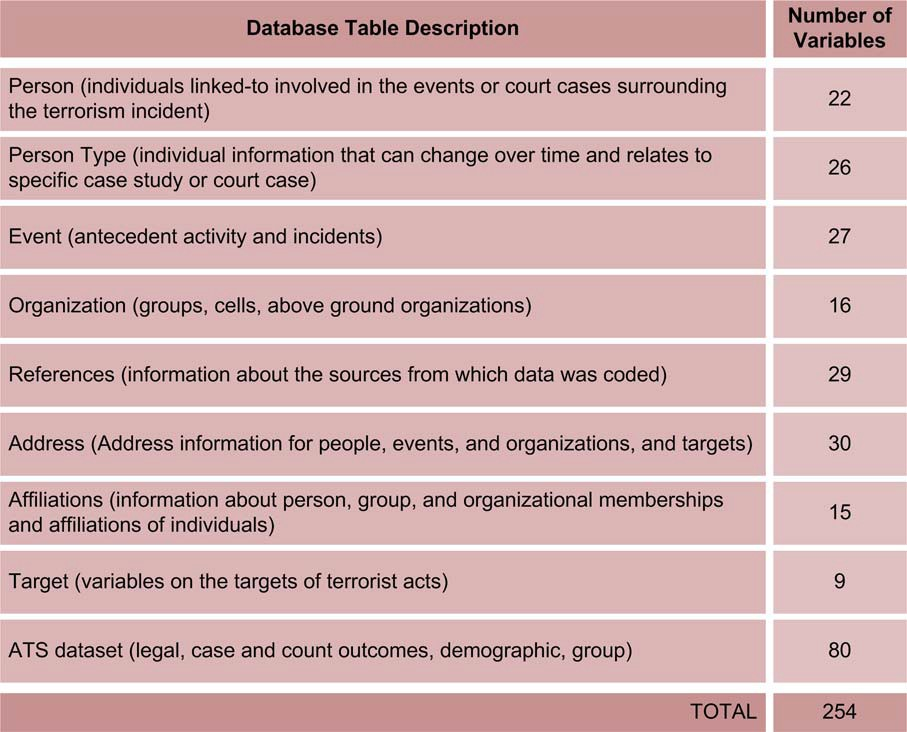 Database Table Description
Number of
Variables
Person (individuals linked-to involved in the events or court cases surrounding
the terrorism incident)
22
Person Type (individual information that can change over time and relates to
specific case study or court case)
26
Event (antecedent activity and incidents)
27
Organization (groups, cells, above ground organizations)
16
References (information about the sources from which data was coded)
29
Address (Address information for people, events, and organizations, and targets)
30
Affiliations (information about person, group, and organizational memberships
and affiliations of individuals)
15
Target (variables on the targets of terrorist acts)
9
ATS dataset (legal, case and count outcomes, demographic, group)
80
TOTAL
254